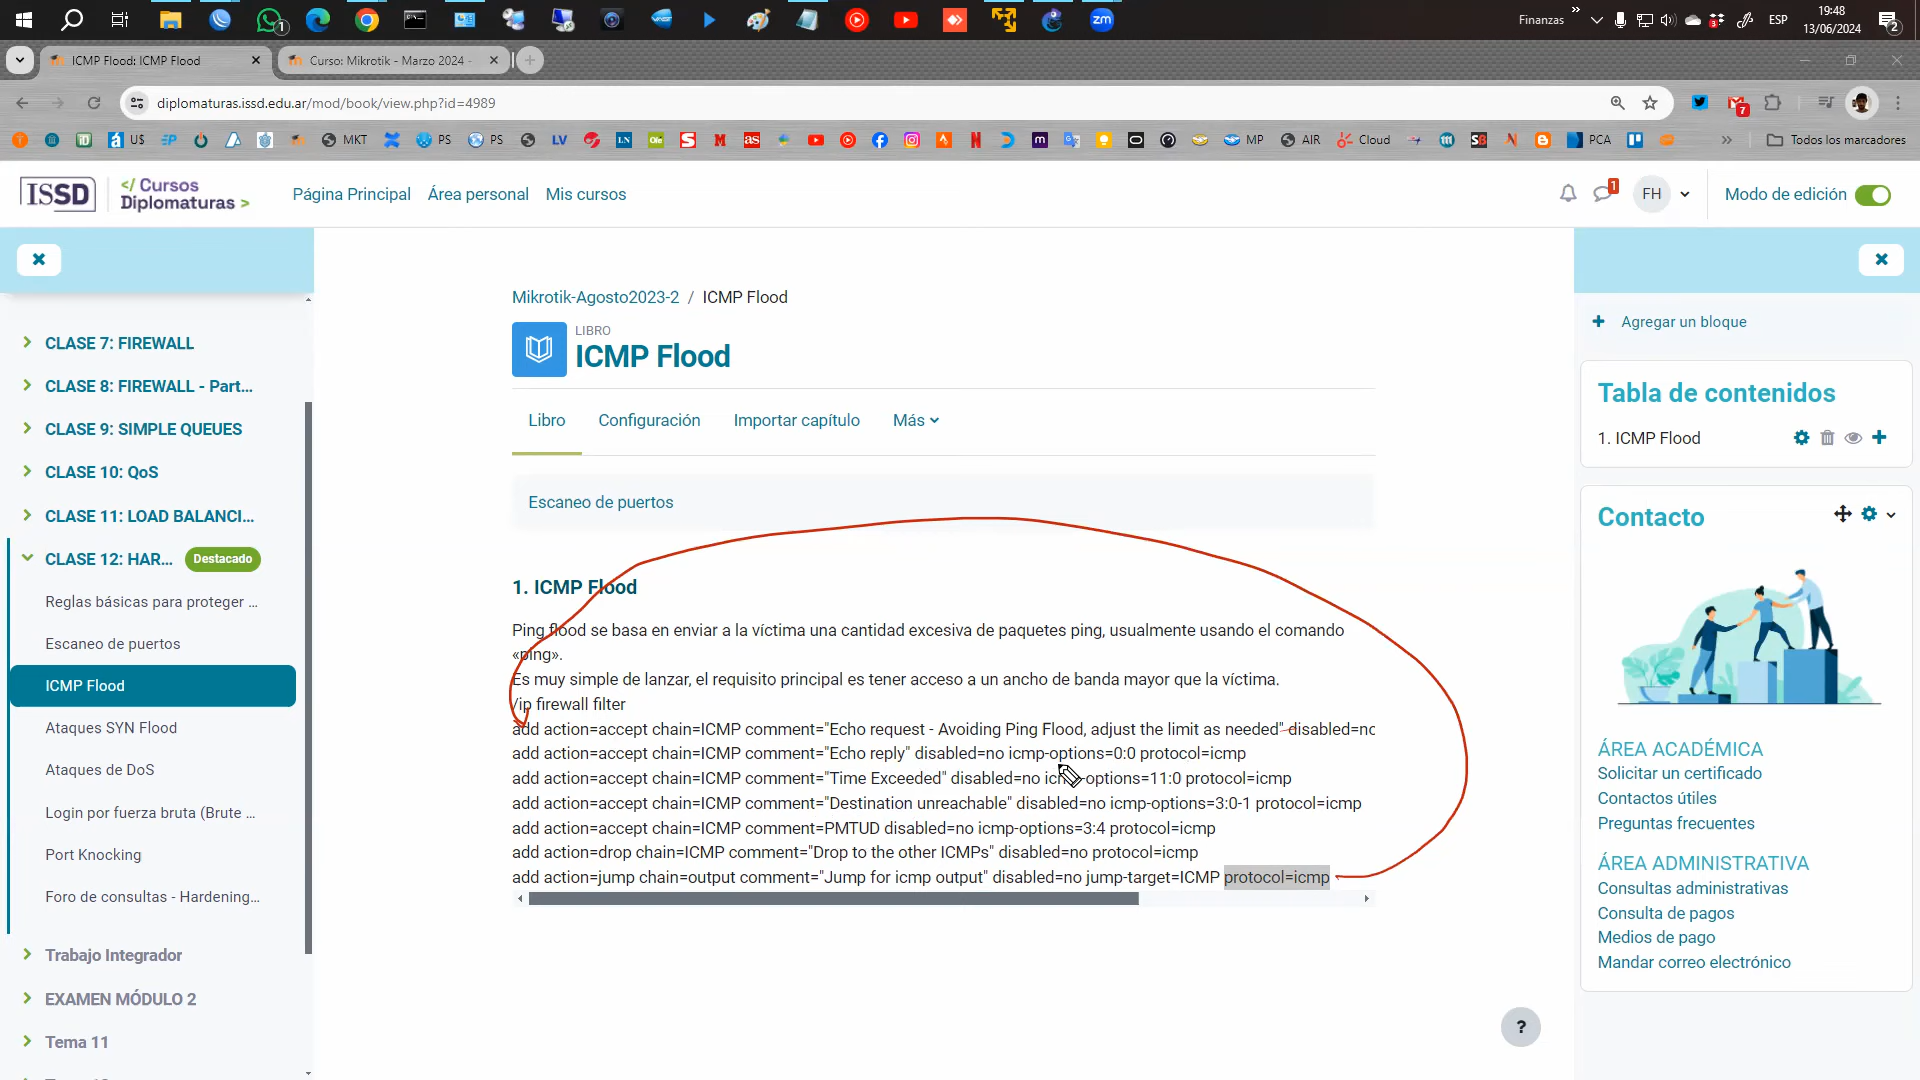 Finanzas
ESP
19:48
13/06/2024
2
1
ICMP Flood: ICMP Flood
Curso: Mikrotik - Marzo 2024 -
diplomaturas.issd.edu.ar/mod/book/view.php?id=4989
7
U$
MKT
PS
PS
LV
MP
AIR
Cloud
PCA
Todos los marcadores
ISSD
</ Cursos
Diplomaturas >
Página Principal
Área personal
Mis cursos
1
FH
Modo de edición
CLASE 7: FIREWALL
CLASE 8: FIREWALL - Part...
CLASE 9: SIMPLE QUEUES
CLASE 10: QoS
CLASE 11: LOAD BALANCI...
CLASE 12: HAR...
Destacado
Reglas básicas para proteger ...
Escaneo de puertos
ICMP Flood
Ataques SYN Flood
Ataques de DoS
Login por fuerza bruta (Brute ...
Port Knocking
Foro de consultas - Hardening...
Trabajo Integrador
EXAMEN MÓDULO 2
Tema 11
Mikrotik-Agosto2023-2 / ICMP Flood
LIBRO
ICMP Flood
Libro
Configuración
Importar capítulo
Más
Escaneo de puertos
1. ICMP Flood
Ping flood se basa en enviar a la víctima una cantidad excesiva de paquetes ping, usualmente usando el comando
«ping».
Es muy simple de lanzar, el requisito principal es tener acceso a un ancho de banda mayor que la víctima.
/ip firewall filter
add action=accept chain=ICMP comment="Echo request - Avoiding Ping Flood, adjust the limit as needed" disabled=no
add action=accept chain=ICMP comment="Echo reply" disabled=no icmp-options=0:0 protocol=icmp
add action=accept chain=ICMP comment="Time Exceeded" disabled=no icmp-options=11:0 protocol=icmp
add action=accept chain=ICMP comment="Destination unreachable" disabled=no icmp-options=3:0-1 protocol=icmp
add action=accept chain=ICMP comment=PMTUD disabled=no icmp-options=3:4 protocol=icmp
add action=drop chain=ICMP comment="Drop to the other ICMPs" disabled=no protocol=icmp
add action=jump chain=output comment="Jump for icmp output" disabled=no jump-target=ICMP protocol=icmp
Agregar un bloque
Tabla de contenidos
1. ICMP Flood
Contacto
ÁREA ACADÉMICA
Solicitar un certificado
Contactos útiles
Preguntas frecuentes
ÁREA ADMINISTRATIVA
Consultas administrativas
Consulta de pagos
Medios de pago
Mandar correo electrónico
?